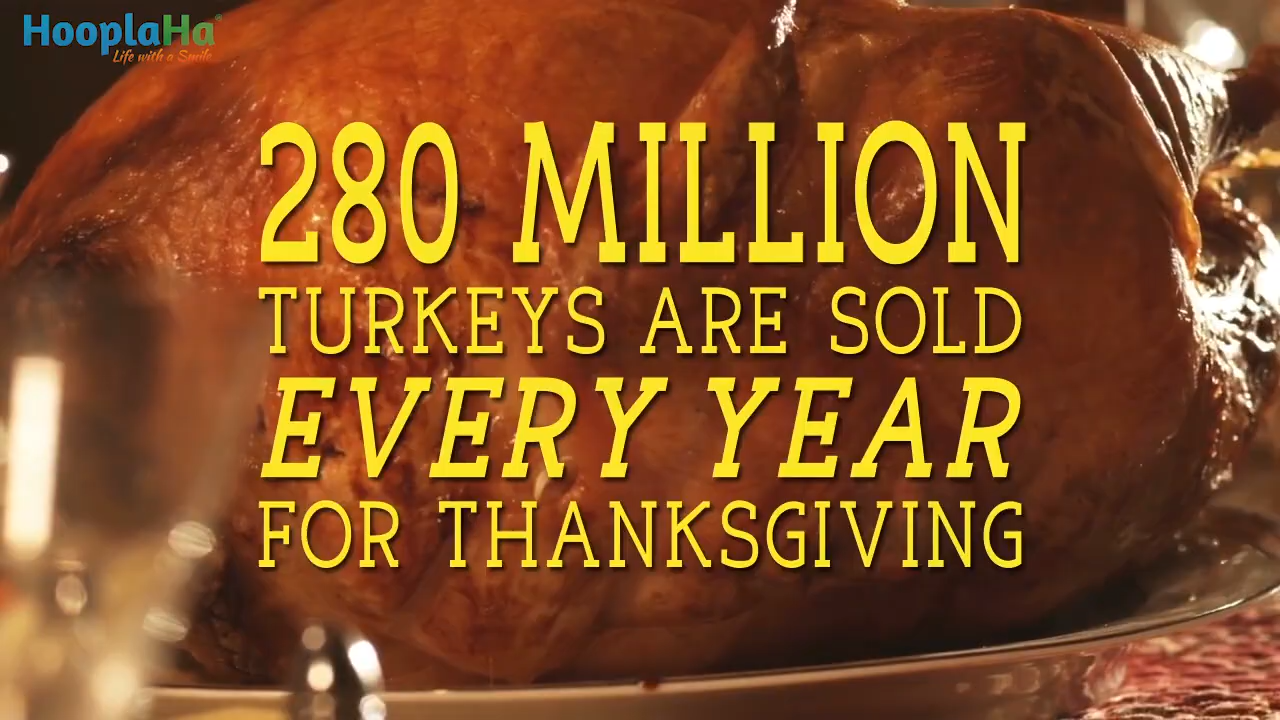 HooplaHa®
Life with a Smile
280 MILLION
TURKEYS ARE SOLD
EVERY YEAR
FOR THANKSGIVING